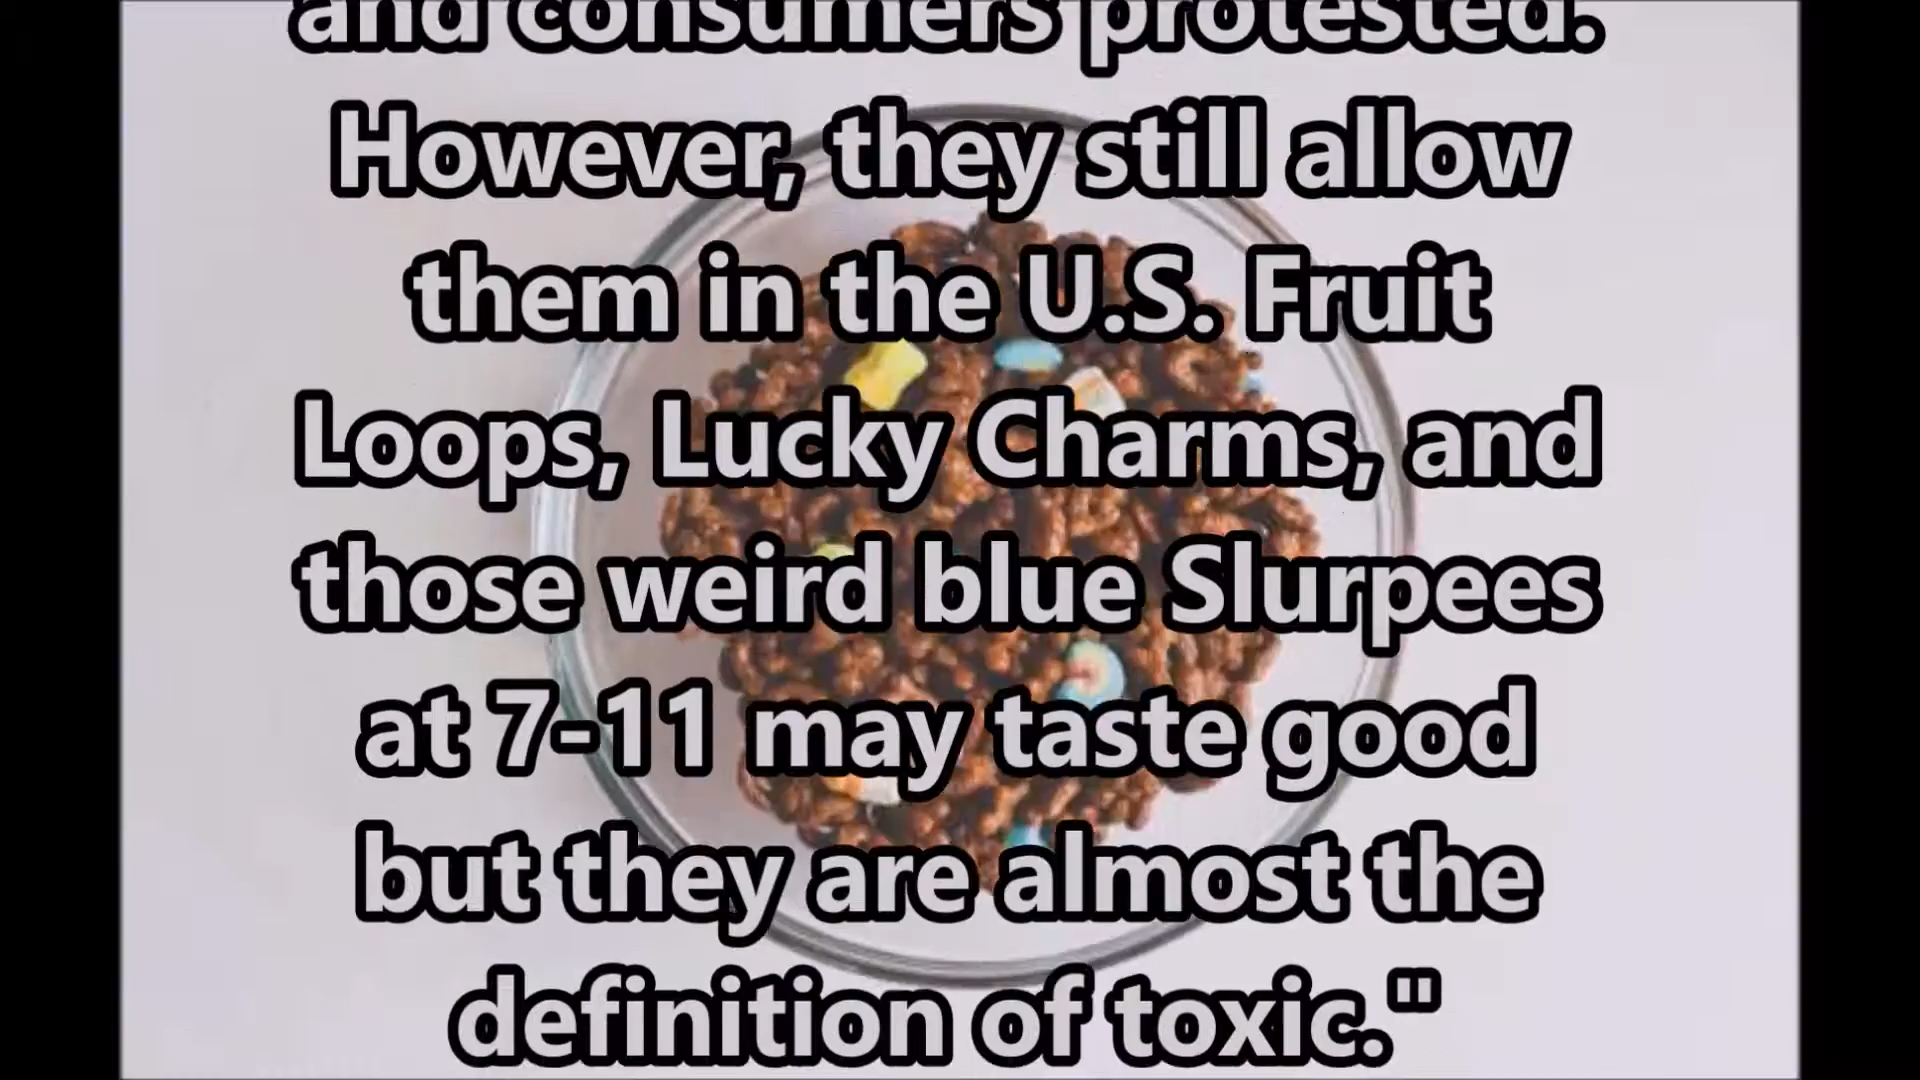 and consumers protested.
However, they still allow
them in the U.S. Fruit
Loops, Lucky Charms, and
those weird blue Slurpees
at 7-11 may taste good
but they are almost the
definition of toxic."